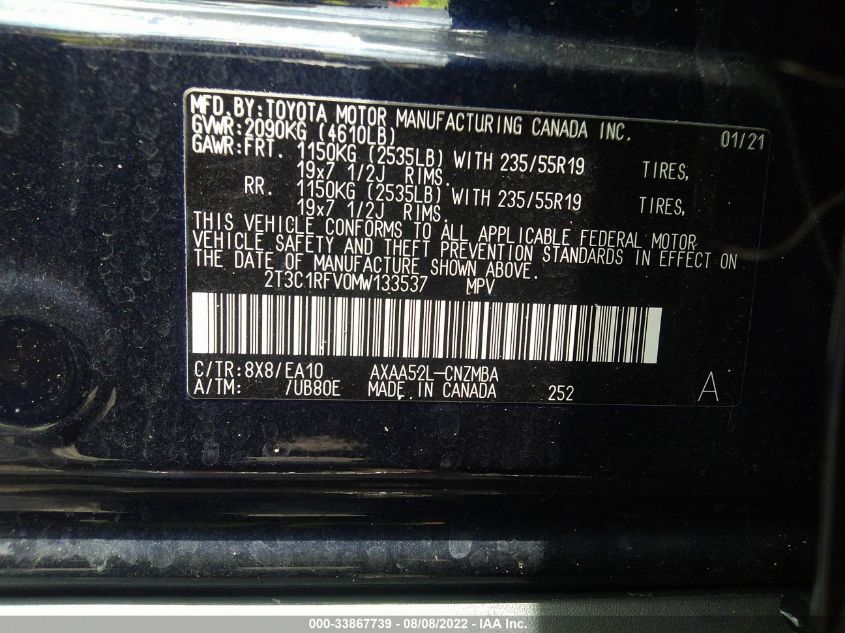 MFD.BY:TOYOTA MOTOR MANUFACTURING CANADA INC. 01/21
GVWR:2090KG (4610LB)
GAWR:FRT. 1150KG (2535LB) WITH 235/55R19 TIRES,
19x7 1/2J RIMS.
RR. 1150KG (2535LB) WITH 235/55R19 TIRES,
19x7 1/2J RIMS.
THIS VEHICLE CONFORMS TO ALL APPLICABLE FEDERAL MOTOR
VEHICLE SAFETY AND THEFT PREVENTION STANDARDS IN EFFECT ON
THE DATE OF MANUFACTURE SHOWN ABOVE.
2T3C1RFV0MW133537 MPV
C/TR:8X8/EA10 AXAA52L-CNZMBA
A/TM: /UB80E MADE IN CANADA 252 A
000-33867739 - 08/08/2022 - IAA Inc.